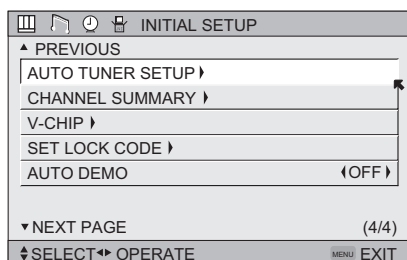 INITIAL SETUP
▲ PREVIOUS
AUTO TUNER SETUP
CHANNEL SUMMARY
V-CHIP
SET LOCK CODE
AUTO DEMO OFF
▼NEXT PAGE (4/4)
SELECT OPERATE MENU EXIT